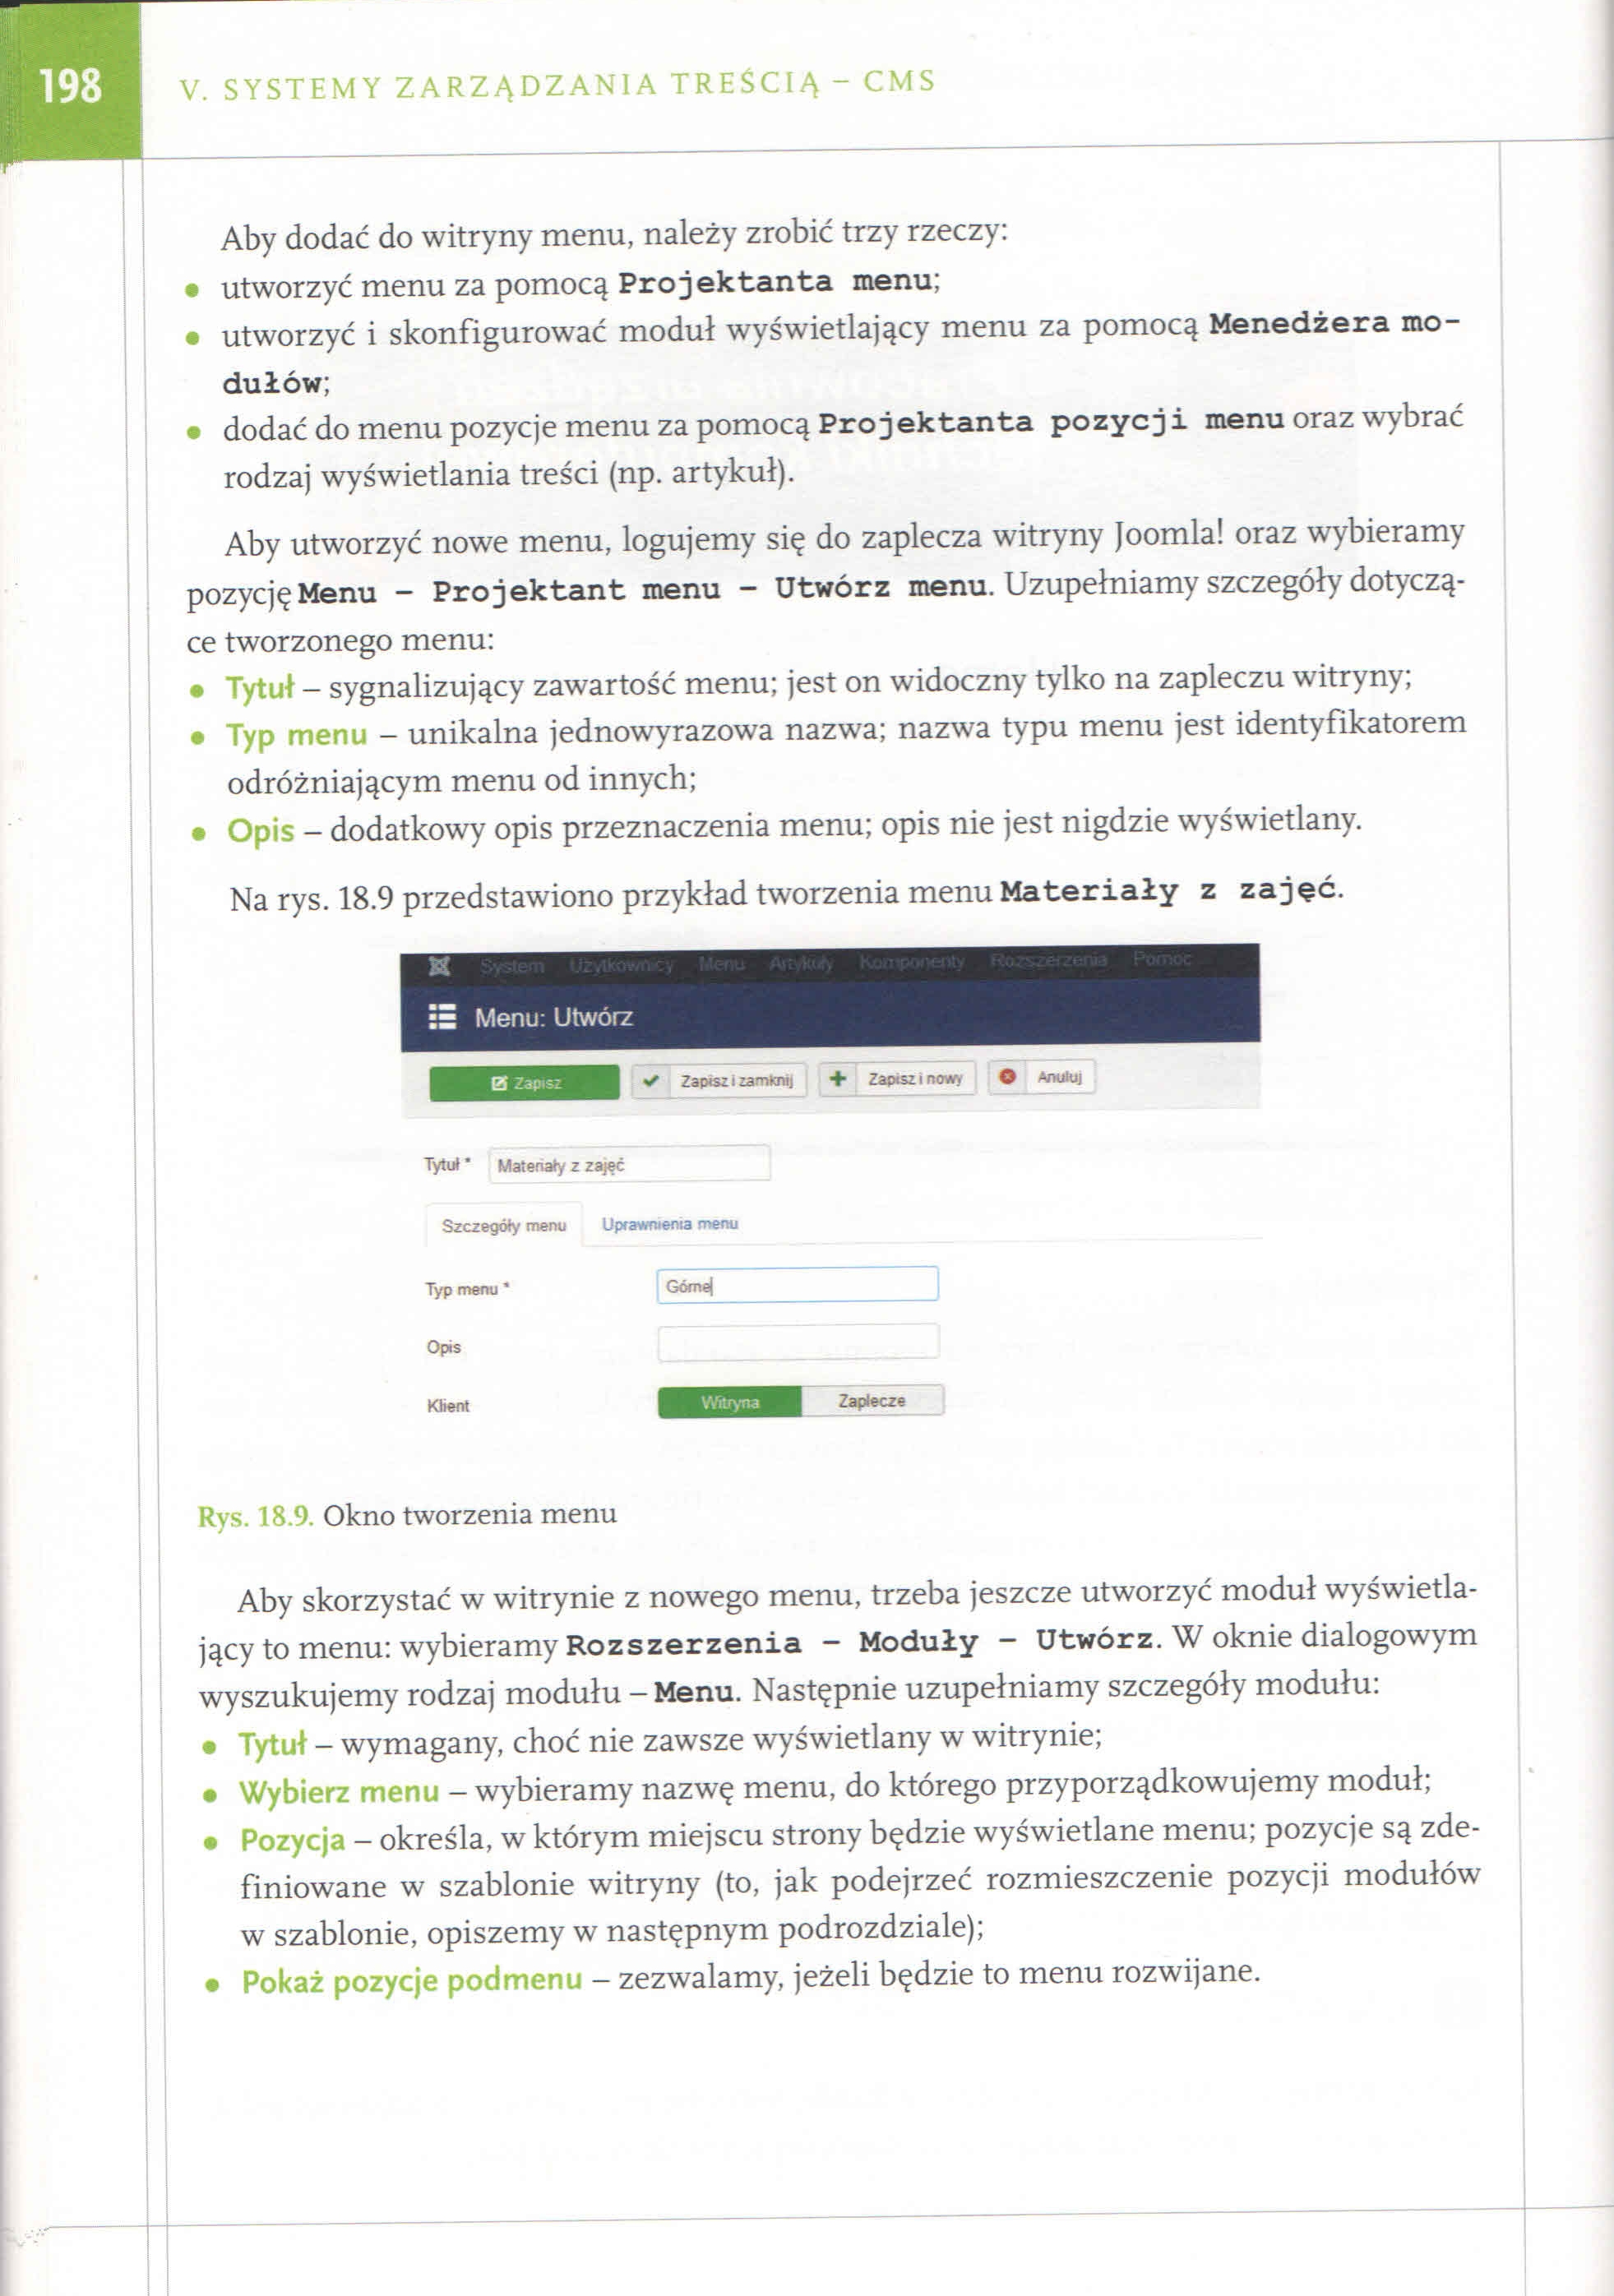 198
V. SYSTEMY ZARZĄDZANIA TREŚCIĄ – CMS
Aby dodać do witryny menu, należy zrobić trzy rzeczy:
• utworzyć menu za pomocą Projektanta menu;
• utworzyć i skonfigurować moduł wyświetlający menu za pomocą Menedżera mo-
dułów;
• dodać do menu pozycje menu za pomocą Projektanta pozycji menu oraz wybrać
rodzaj wyświetlania treści (np. artykuł).
Aby utworzyć nowe menu, logujemy się do zaplecza witryny Joomla! oraz wybieramy
pozycję Menu – Projektant menu – Utwórz menu. Uzupełniamy szczegóły dotyczą-
ce tworzonego menu:
• Tytuł – sygnalizujący zawartość menu; jest on widoczny tylko na zapleczu witryny;
• Typ menu – unikalna jednowyrazowa nazwa; nazwa typu menu jest identyfikatorem
odróżniającym menu od innych;
• Opis – dodatkowy opis przeznaczenia menu; opis nie jest nigdzie wyświetlany.
Na rys. 18.9 przedstawiono przykład tworzenia menu Materiały z zajęć.
System Użytkownicy Menu Artykuły Komponenty Rozszerzenia Pomoc
Menu: Utwórz
Zapisz Zapisz i zamknij Zapisz i nowy Anuluj
Tytuł * Materiały z zajęć
Szczegóły menu Uprawnienia menu
Typ menu * Górne
Opis
Klient Witryna Zaplecze
Rys. 18.9. Okno tworzenia menu
Aby skorzystać w witrynie z nowego menu, trzeba jeszcze utworzyć moduł wyświetla-
jący to menu: wybieramy Rozszerzenia – Moduły – Utwórz. W oknie dialogowym
wyszukujemy rodzaj modułu – Menu. Następnie uzupełniamy szczegóły modułu:
• Tytuł – wymagany, choć nie zawsze wyświetlany w witrynie;
• Wybierz menu – wybieramy nazwę menu, do którego przyporządkowujemy moduł;
• Pozycja – określa, w którym miejscu strony będzie wyświetlane menu; pozycje są zde-
finiowane w szablonie witryny (to, jak podejrzeć rozmieszczenie pozycji modułów
w szablonie, opiszemy w następnym podrozdziale);
• Pokaż pozycje podmenu – zezwalamy, jeżeli będzie to menu rozwijane.